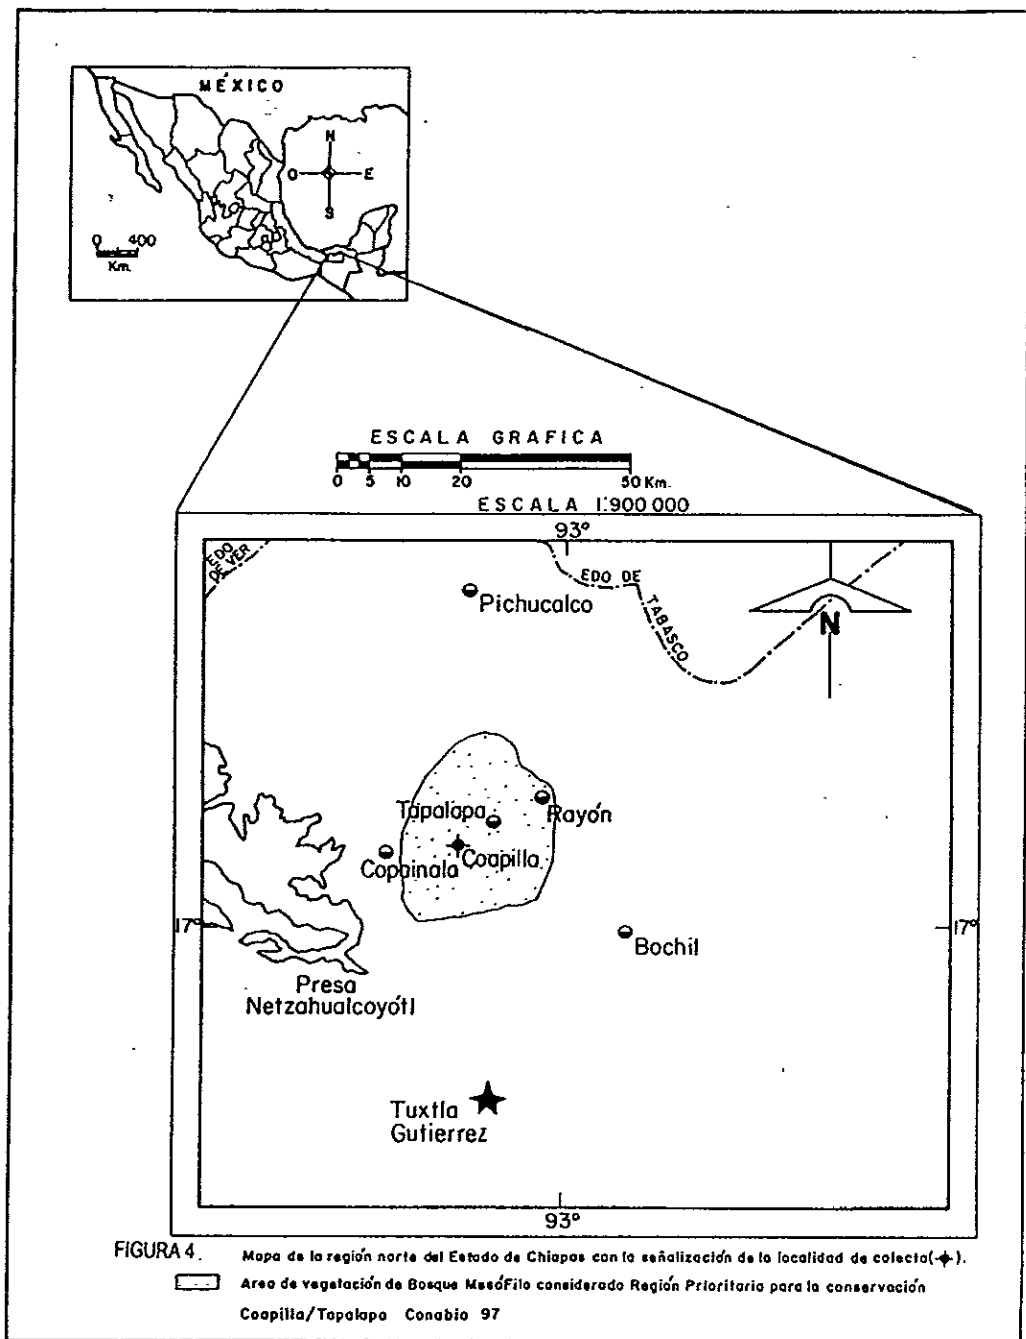 MÉXICO
N
O E
S
0 400
Km.
ESCALA GRAFICA
0 5 10 20 50 Km.
ESCALA 1:900 000
93°
EDO
DE VER
EDO DE
TABASCO
Pichucalco
N
Tapalapa
Rayón
Copainala
Coapilla
17°
17°
Bochil
Presa
Netzahualcoyótl
Tuxtla
Gutierrez
93°
FIGURA 4. Mapa de la región norte del Estado de Chiapas con la señalización de la localidad de colecta( ).
Area de vegetación de Bosque MesóFilo considerado Región Prioritaria para la conservación
Coapilla/Tapalapa Conabio 97